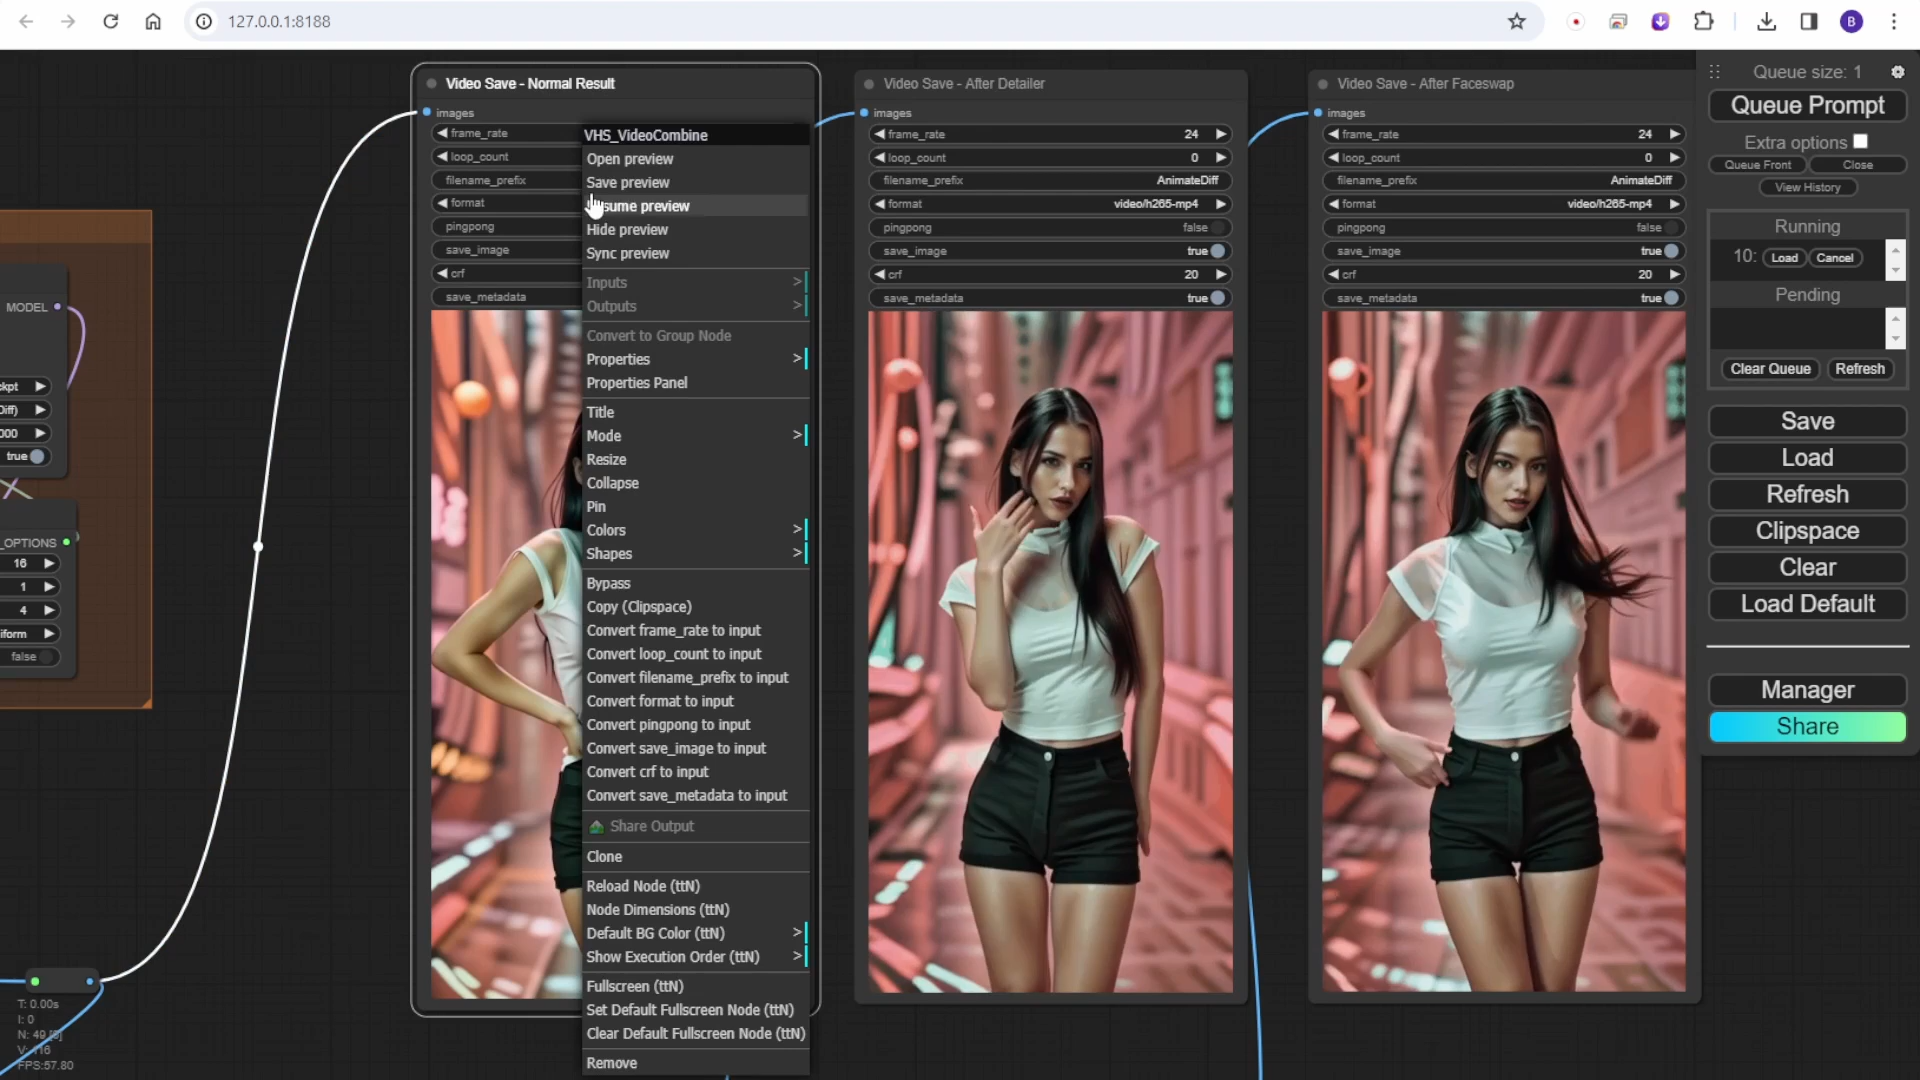 127.0.0.1:8188
B
MODEL
true
OPTIONS
16
1
4
false
T: 0.00s
I: 0
FPS:57.80
Video Save - Normal Result
images
frame_rate
loop_count
filename_prefix
format
pingpong
save_image
crf
save_metadata
VHS_VideoCombine
Open preview
Save preview
sume preview
Hide preview
Sync preview
Inputs >
Outputs >
Convert to Group Node
Properties >
Properties Panel
Title
Mode >
Resize
Collapse
Pin
Colors >
Shapes >
Bypass
Copy (Clipspace)
Convert frame_rate to input
Convert loop_count to input
Convert filename_prefix to input
Convert format to input
Convert pingpong to input
Convert save_image to input
Convert crf to input
Convert save_metadata to input
Share Output
Clone
Reload Node (ttN)
Node Dimensions (ttN)
Default BG Color (ttN) >
Show Execution Order (ttN) >
Fullscreen (ttN)
Set Default Fullscreen Node (ttN)
Clear Default Fullscreen Node (ttN)
Remove
Video Save - After Detailer
images
frame_rate 24
loop_count 0
filename_prefix AnimateDiff
format video/h265-mp4
pingpong false
save_image true
crf 20
save_metadata true
Video Save - After Faceswap
images
frame_rate 24
loop_count 0
filename_prefix AnimateDiff
format video/h265-mp4
pingpong false
save_image true
crf 20
save_metadata true
Queue size: 1
Queue Prompt
Extra options
Queue Front Close
View History
Running
10: Load Cancel
Pending
Clear Queue Refresh
Save
Load
Refresh
Clipspace
Clear
Load Default
Manager
Share